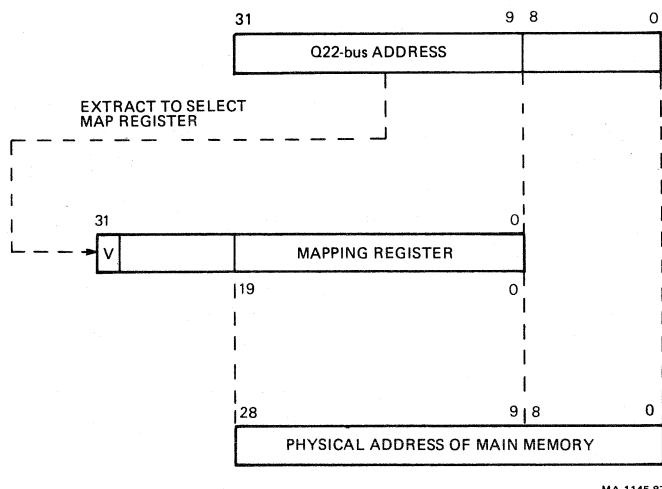 31 9 8 0
Q22-bus ADDRESS
EXTRACT TO SELECT
MAP REGISTER
31 0
V MAPPING REGISTER
19 0
28 9 8 0
PHYSICAL ADDRESS OF MAIN MEMORY